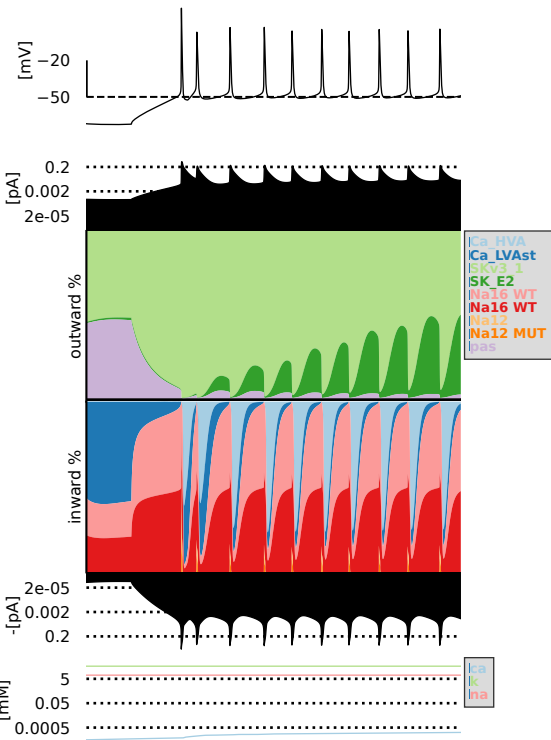 [mV]
−20
−50
[pA]
0.2
0.002
2e-05
outward %
Ca_HVA
Ca_LVAst
SKv3_1
SK_E2
Na16 WT
Na16 WT
Na12
Na12 MUT
pas
inward %
-[pA]
2e-05
0.002
0.2
[mM]
5
0.05
0.0005
ca
k
na